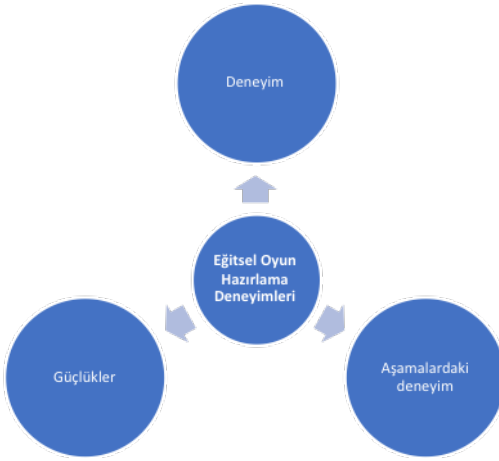 Deneyim
Eğitsel Oyun
Hazırlama
Deneyimleri
Güçlükler
Aşamalardaki
deneyim